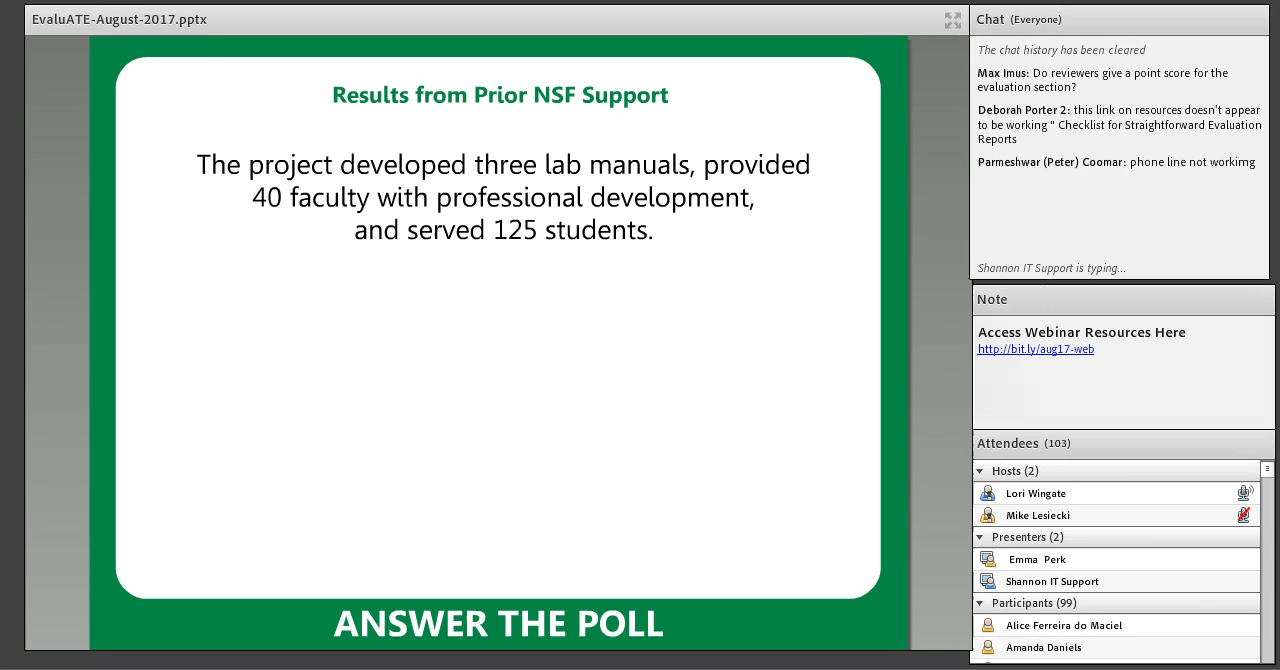 EvaluATE-August-2017.pptx
Results from Prior NSF Support
The project developed three lab manuals, provided
40 faculty with professional development,
and served 125 students.
ANSWER THE POLL
Chat (Everyone)
The chat history has been cleared
Max Imus: Do reviewers give a point score for the
evaluation section?
Deborah Porter 2: this link on resources doesn't appear
to be working " Checklist for Straightforward Evaluation
Reports
Parmeshwar (Peter) Coomar: phone line not workimg
Shannon IT Support is typing...
Note
Access Webinar Resources Here
http://bit.ly/aug17-web
Attendees (103)
Hosts (2)
Lori Wingate
Mike Lesiecki
Presenters (2)
Emma Perk
Shannon IT Support
Participants (99)
Alice Ferreira do Maciel
Amanda Daniels